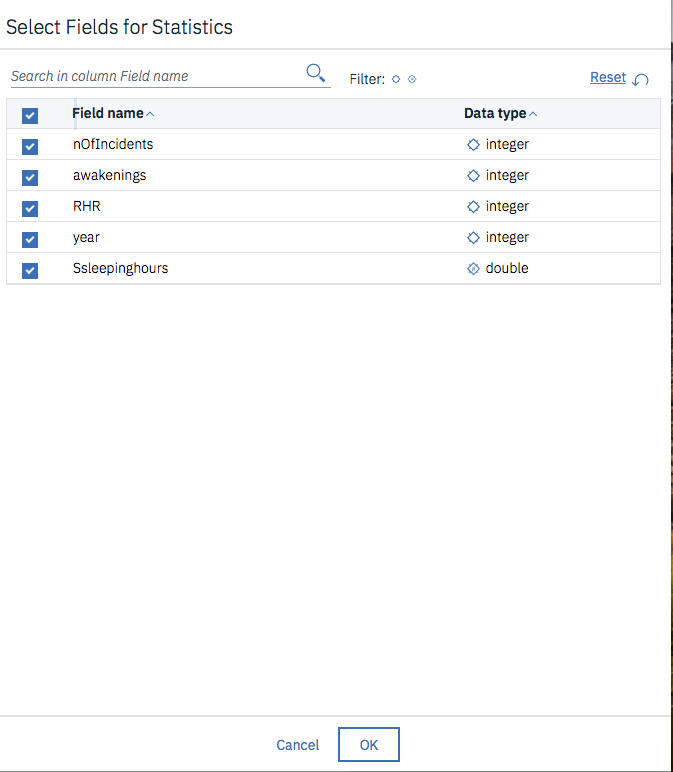 Select Fields for Statistics
Search in column Field name Filter: Reset
Field name Data type
nOfIncidents integer
awakenings integer
RHR integer
year integer
Ssleepinghours double
Cancel OK